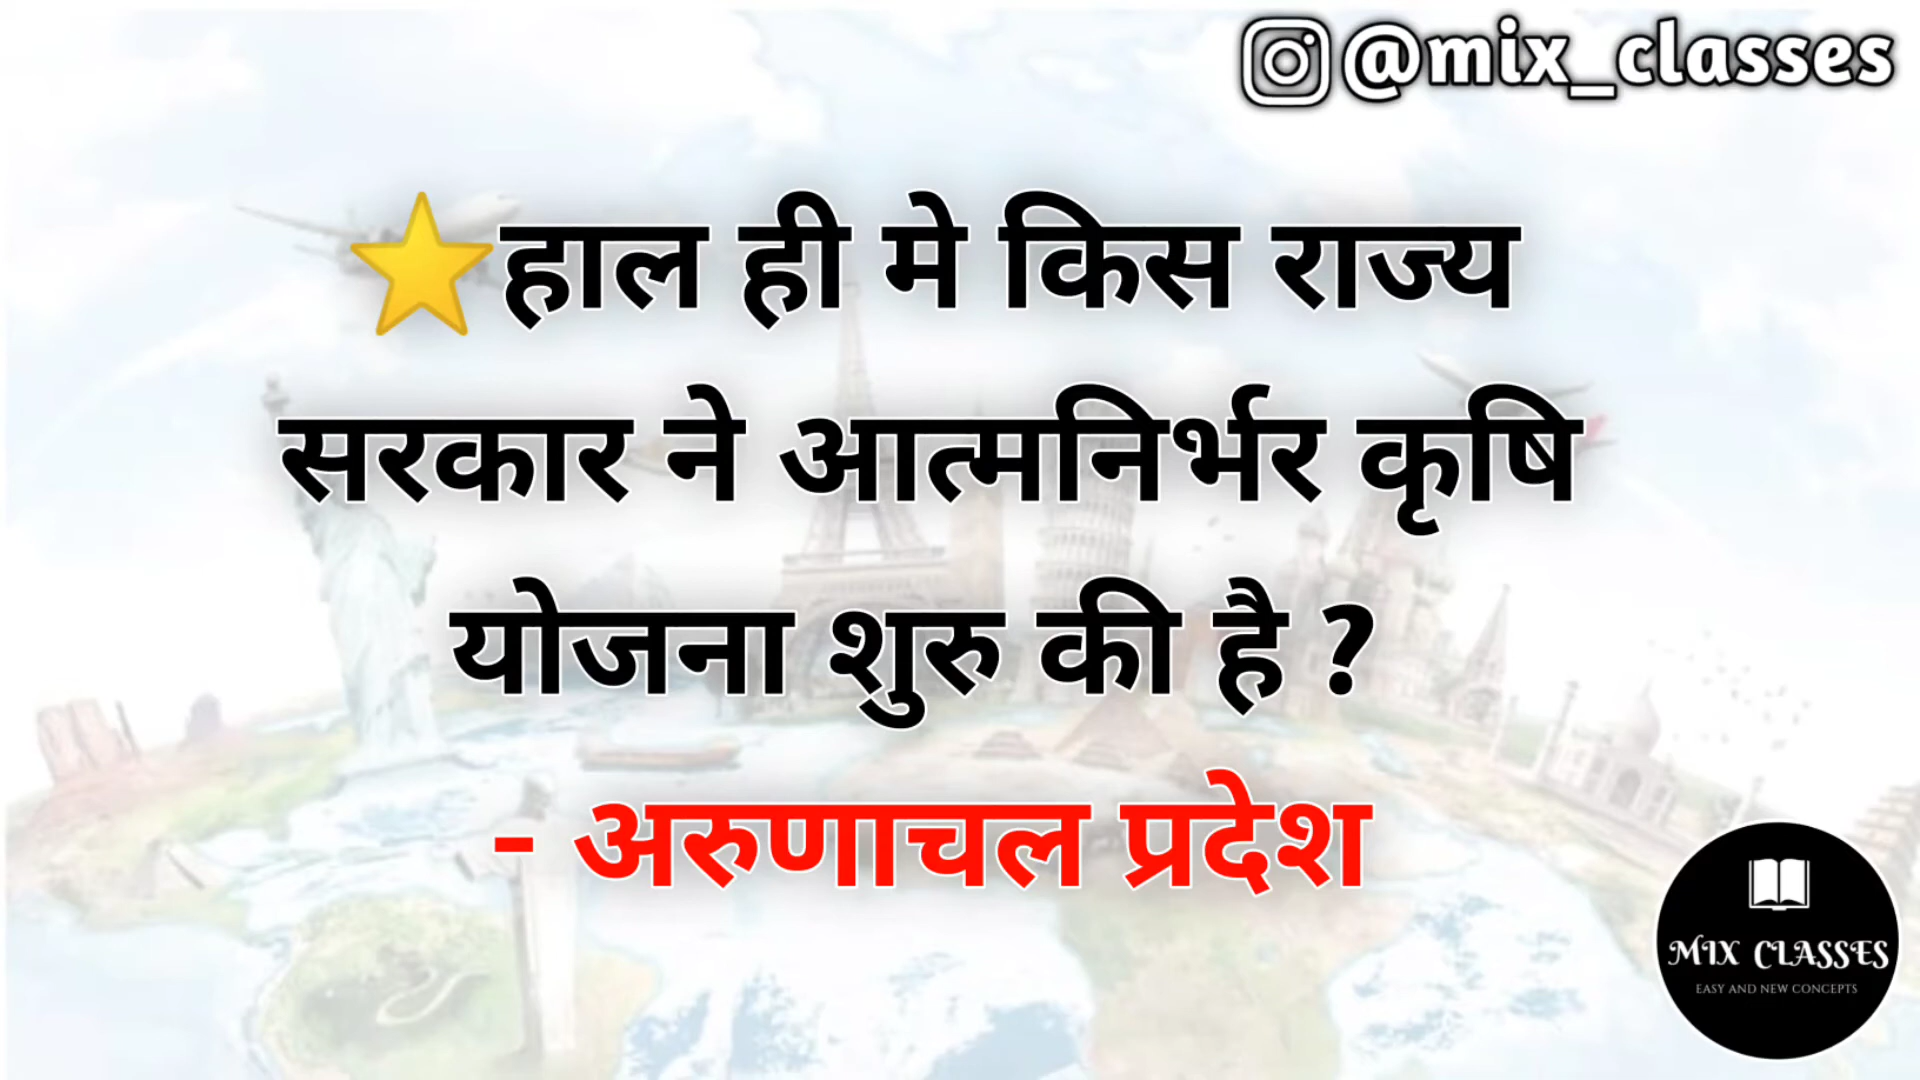 @mix_classes
⭐हाल ही मे किस राज्य
सरकार ने आत्मनिर्भर कृषि
योजना शुरु की है ?
- अरुणाचल प्रदेश
MIX CLASSES
EASY AND NEW CONCEPTS